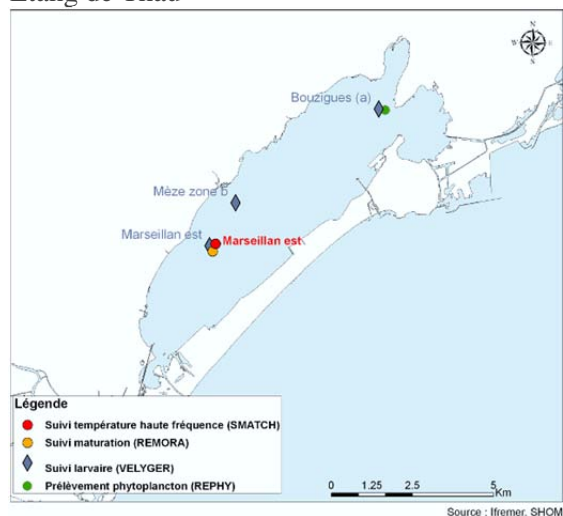 Etang de Thau
N
W
E
S
Bouzigues (a)
Mèze zone b
Marseillan est
Marseillan est
Légende
Suivi température haute fréquence (SMATCH)
Suivi maturation (REMORA)
Suivi larvaire (VELYGER)
Prélèvement phytoplancton (REPHY)
0 1.25 2.5 5
Km
Source : Ifremer, SHOM